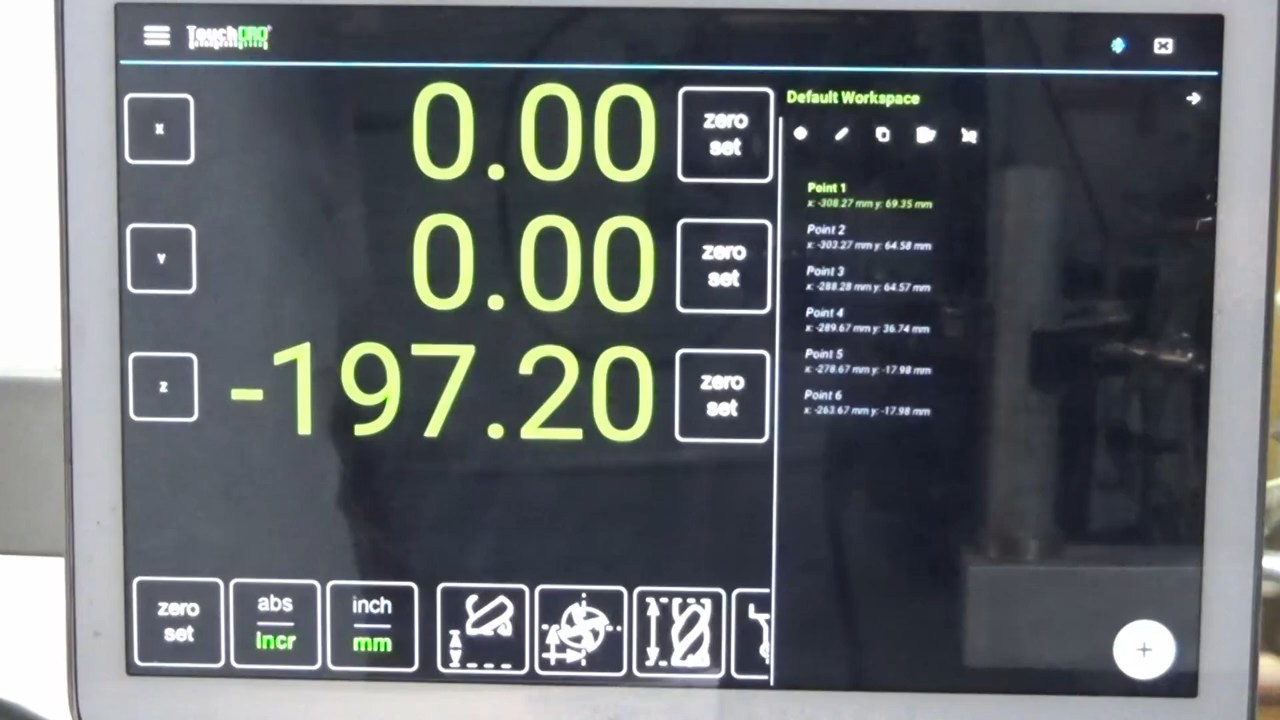 TouchDRO
X
0.00
zero
set
Y
0.00
zero
set
Z
-197.20
zero
set
zero
set
abs
incr
inch
mm
Default Workspace
Point 1
x: -308.27 mm y: 69.35 mm
Point 2
x: -303.27 mm y: 64.58 mm
Point 3
x: -288.28 mm y: 64.57 mm
Point 4
x: -289.67 mm y: 36.74 mm
Point 5
x: -278.67 mm y: -17.98 mm
Point 6
x: -263.67 mm y: -17.98 mm